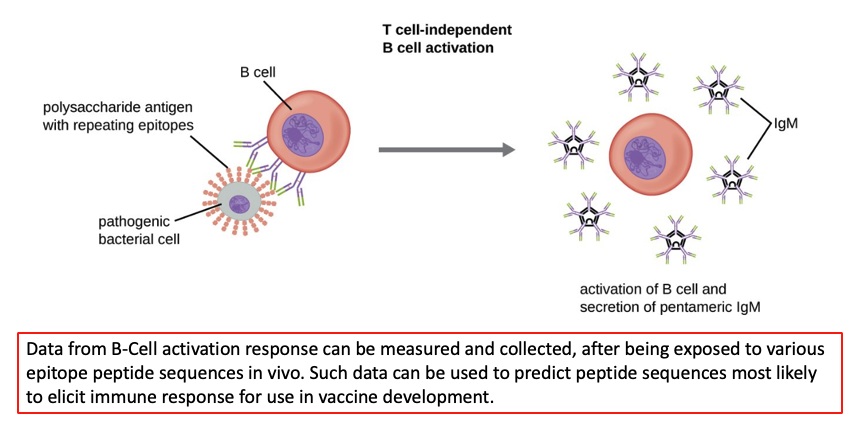 T cell-independent
B cell activation
B cell
polysaccharide antigen
with repeating epitopes
IgM
pathogenic
bacterial cell
activation of B cell and
secretion of pentameric IgM
Data from B-Cell activation response can be measured and collected, after being exposed to various
epitope peptide sequences in vivo. Such data can be used to predict peptide sequences most likely
to elicit immune response for use in vaccine development.